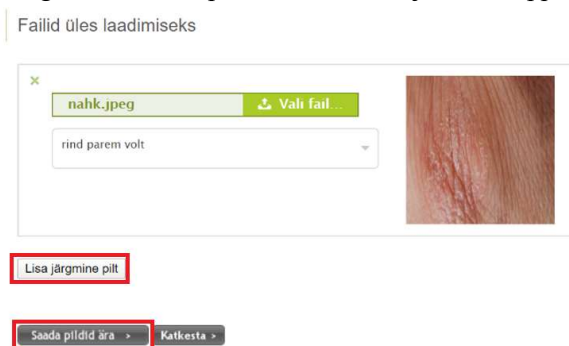 Failid üles laadimiseks
nahk.jpeg
Vali fail...
rind parem volt
Lisa järgmine pilt
Saada pildid ära >
Katkesta >